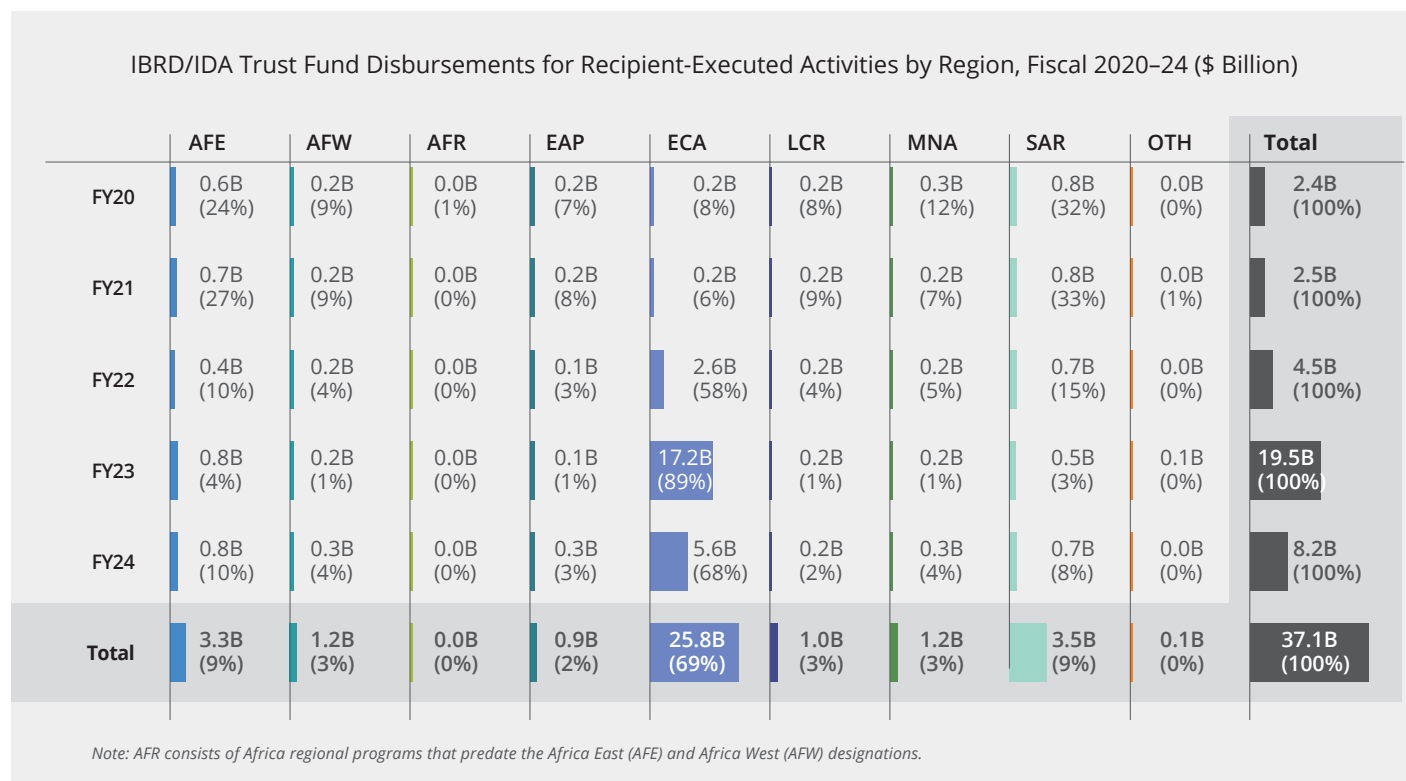 IBRD/IDA Trust Fund Disbursements for Recipient-Executed Activities by Region, Fiscal 2020–24 ($ Billion)
AFE AFW AFR EAP ECA LCR MNA SAR OTH Total
FY20 0.6B 0.2B 0.0B 0.2B 0.2B 0.2B 0.3B 0.8B 0.0B 2.4B
(24%) (9%) (1%) (7%) (8%) (8%) (12%) (32%) (0%) (100%)
FY21 0.7B 0.2B 0.0B 0.2B 0.2B 0.2B 0.2B 0.8B 0.0B 2.5B
(27%) (9%) (0%) (8%) (6%) (9%) (7%) (33%) (1%) (100%)
FY22 0.4B 0.2B 0.0B 0.1B 2.6B 0.2B 0.2B 0.7B 0.0B 4.5B
(10%) (4%) (0%) (3%) (58%) (4%) (5%) (15%) (0%) (100%)
FY23 0.8B 0.2B 0.0B 0.1B 17.2B 0.2B 0.2B 0.5B 0.1B 19.5B
(4%) (1%) (0%) (1%) (89%) (1%) (1%) (3%) (0%) (100%)
FY24 0.8B 0.3B 0.0B 0.3B 5.6B 0.2B 0.3B 0.7B 0.0B 8.2B
(10%) (4%) (0%) (3%) (68%) (2%) (4%) (8%) (0%) (100%)
Total 3.3B 1.2B 0.0B 0.9B 25.8B 1.0B 1.2B 3.5B 0.1B 37.1B
(9%) (3%) (0%) (2%) (69%) (3%) (3%) (9%) (0%) (100%)
Note: AFR consists of Africa regional programs that predate the Africa East (AFE) and Africa West (AFW) designations.